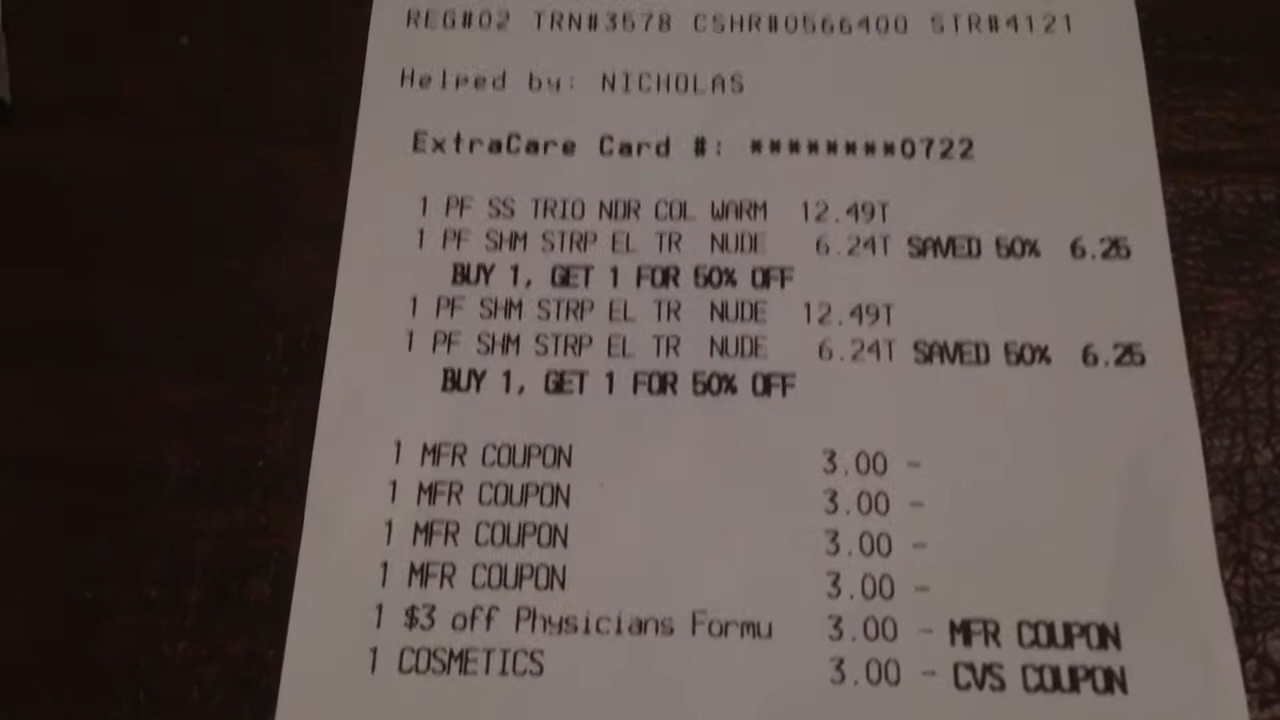 REG#02 TRN#3578 CSHR#0566400 STR#4121
Helped by: NICHOLAS
ExtraCare Card #: ********0722
1 PF SS TRIO NDR COL WARM 12.49T
1 PF SHM STRP EL TR NUDE 6.24T SAVED 50% 6.25
BUY 1, GET 1 FOR 50% OFF
1 PF SHM STRP EL TR NUDE 12.49T
1 PF SHM STRP EL TR NUDE 6.24T SAVED 50% 6.25
BUY 1, GET 1 FOR 50% OFF
1 MFR COUPON 3.00 -
1 MFR COUPON 3.00 -
1 MFR COUPON 3.00 -
1 MFR COUPON 3.00 -
1 $3 off Physicians Formu 3.00 - MFR COUPON
1 COSMETICS 3.00 - CVS COUPON